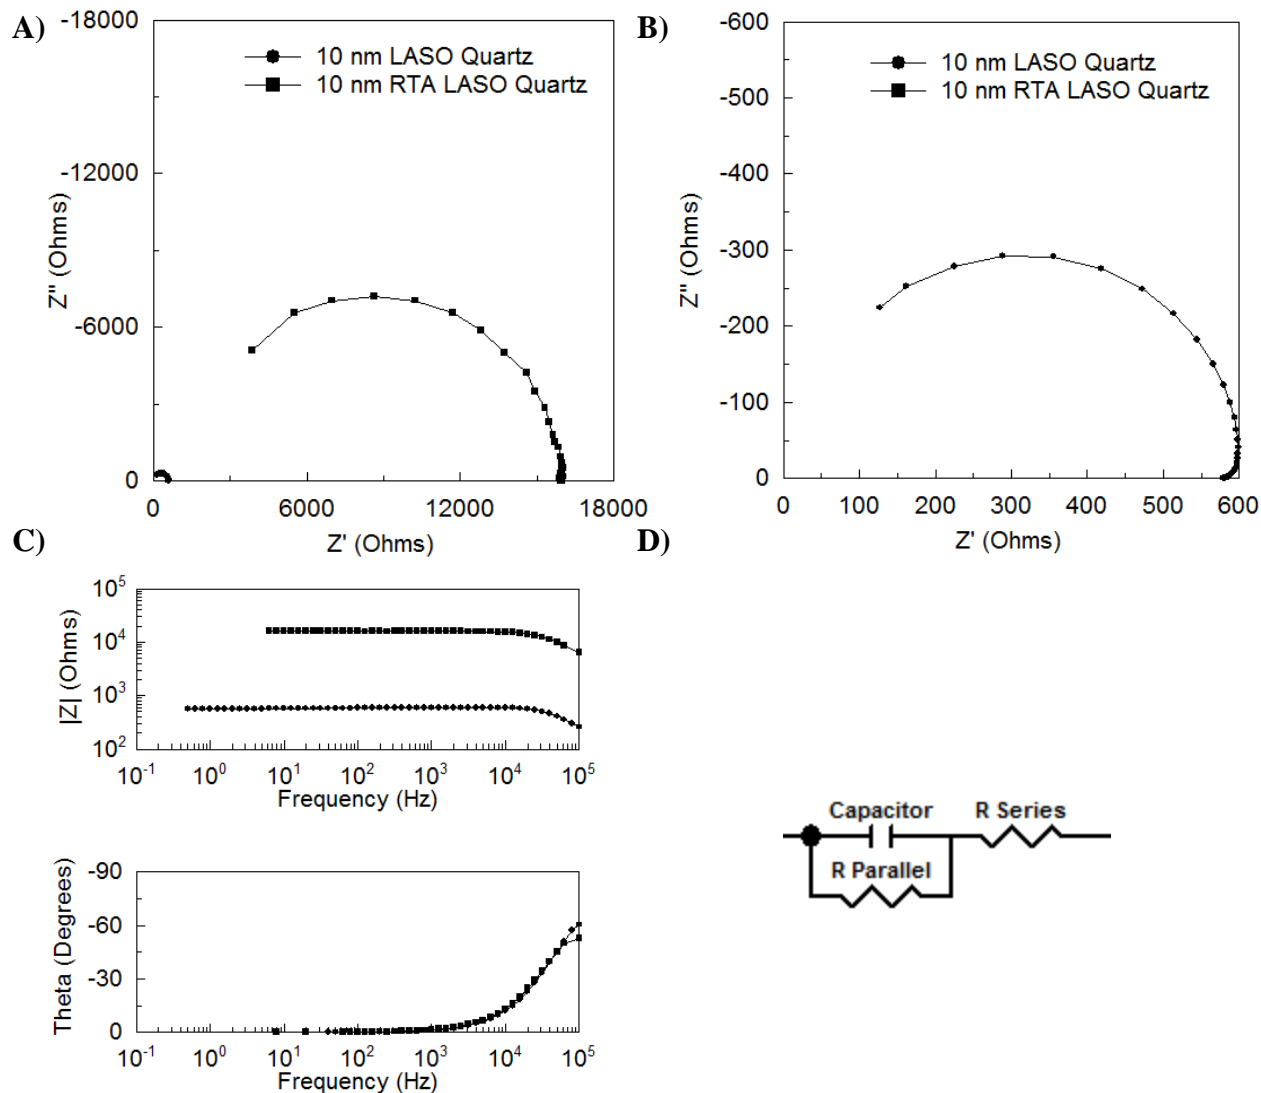 A)
-18000
-12000
-6000
0
Z" (Ohms)
10 nm LASO Quartz
10 nm RTA LASO Quartz
0 6000 12000 18000
Z' (Ohms)
B)
-600
-500
-400
-300
-200
-100
0
Z" (Ohms)
10 nm LASO Quartz
10 nm RTA LASO Quartz
0 100 200 300 400 500 600
Z' (Ohms)
C)
10^5
10^4
10^3
10^2
|Z| (Ohms)
10^-1 10^0 10^1 10^2 10^3 10^4 10^5
Frequency (Hz)
-90
-60
-30
0
Theta (Degrees)
10^-1 10^0 10^1 10^2 10^3 10^4 10^5
Frequency (Hz)
D)
Capacitor R Series
R Parallel